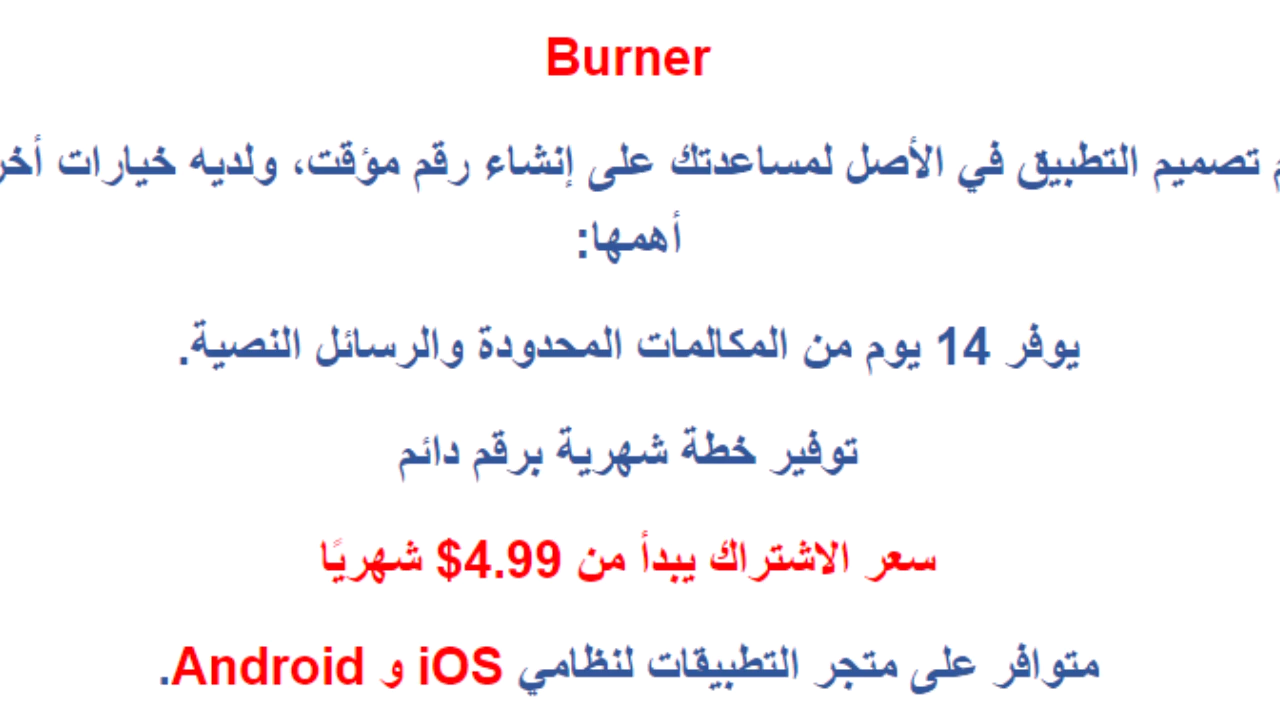 Burner
تصميم التطبيق في الأصل لمساعدتك على إنشاء رقم مؤقت، ولديه خيارات
أهمها:
يوفر 14 يوم من المكالمات المحدودة والرسائل النصية.
توفير خطة شهرية برقم دائم
سعر الاشتراك يبدأ من 4.99$ شهريًا
متوافر على متجر التطبيقات لنظامي iOS و Android.